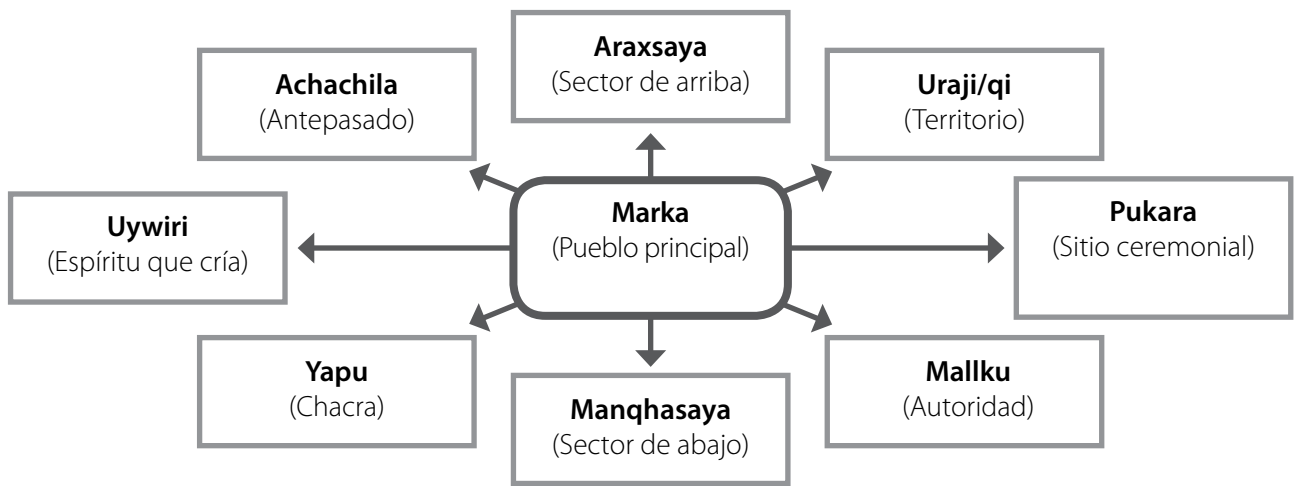 Araxsaya
(Sector de arriba)
Achachila
(Antepasado)
Uraji/qi
(Territorio)
Uywiri
(Espíritu que cría)
Marka
(Pueblo principal)
Pukara
(Sitio ceremonial)
Yapu
(Chacra)
Manqhasaya
(Sector de abajo)
Mallku
(Autoridad)